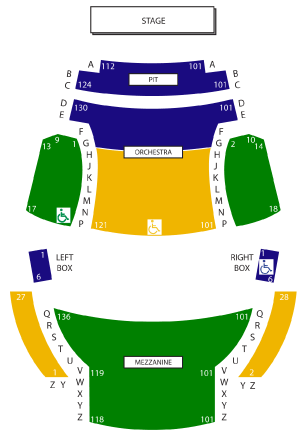 STAGE
A 112 101 A
B B
PIT
C 124 101 C
D 130 101 D
E E
F F
13 9 1 G G 2 10 14
H ORCHESTRA H
J J
K K
L L
M M
17 N N 18
P 121 101 P
1 LEFT BOX 6
RIGHT BOX 1 6
27 28
Q 136 101 Q
R R
S S
T T
U U
MEZZANINE
1 Z Y 119 V V 101 Y Z 2
W W
X X
Y Y
Z 118 101 Z